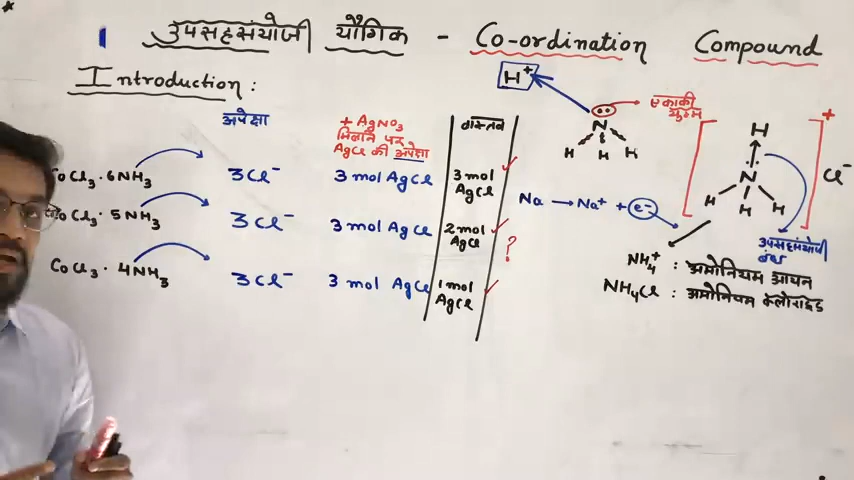 उपसहसंयोजी यौगिक - Co-ordination Compound
Introduction :
अपेक्षा
+ AgNO₃
मिलाने पर
AgCl की अपेक्षा
वास्तव
CoCl₃ · 6NH₃ 3Cl⁻ 3 mol AgCl 3 mol AgCl
CoCl₃ · 5NH₃ 3Cl⁻ 3 mol AgCl 2 mol AgCl
?
CoCl₃ · 4NH₃ 3Cl⁻ 3 mol AgCl 1 mol AgCl
H⁺
एकाकी
युग्म
N
H H H
Na → Na⁺ + e⁻
H
N
H H H
+
Cl⁻
उपसहसंयोजी
बंध
NH₄⁺ : अमोनियम आयन
NH₄Cl : अमोनियम क्लोराइड